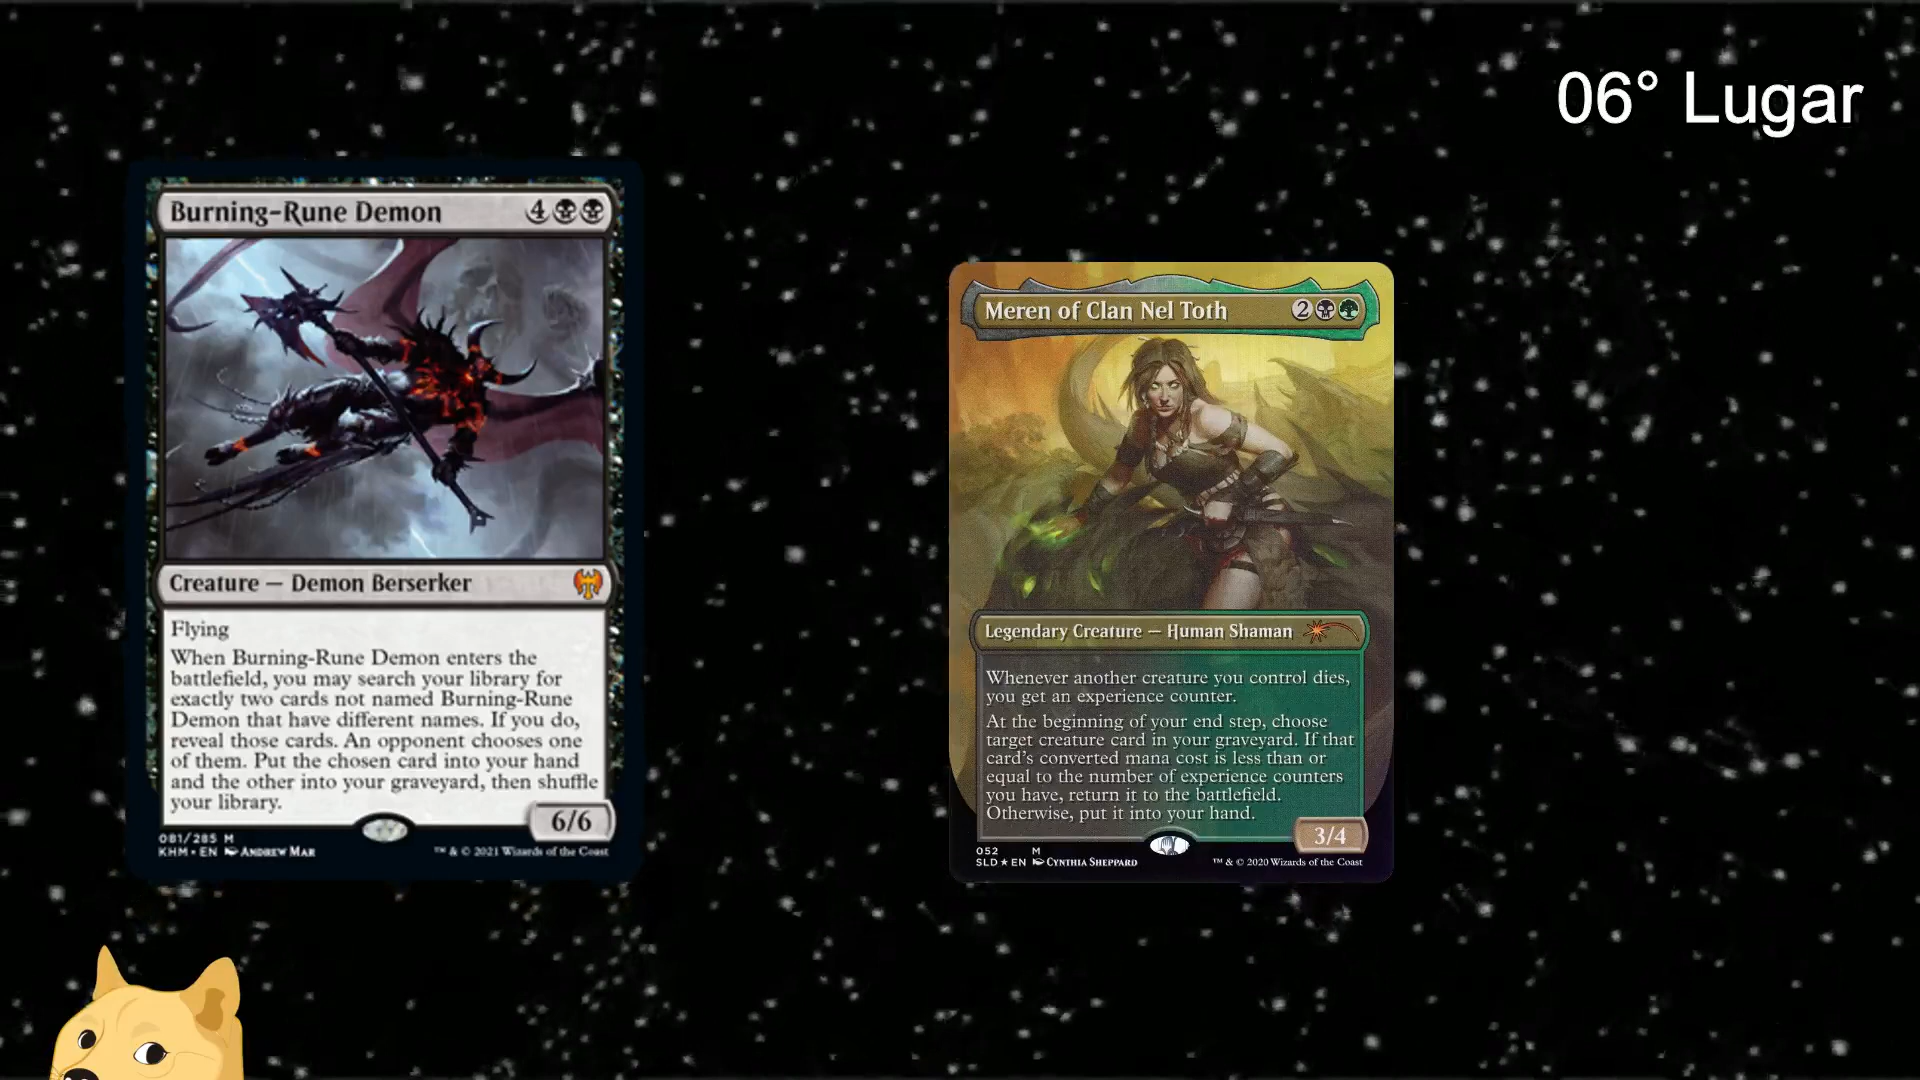 06° Lugar
Burning-Rune Demon 4
Creature — Demon Berserker
Flying
When Burning-Rune Demon enters the
battlefield, you may search your library for
exactly two cards not named Burning-Rune
Demon that have different names. If you do,
reveal those cards. An opponent chooses one
of them. Put the chosen card into your hand
and the other into your graveyard, then shuffle
your library.
6/6
081/285 M
KHM • EN Andrew Mar
™ & © 2021 Wizards of the Coast
Meren of Clan Nel Toth 2
Legendary Creature — Human Shaman
Whenever another creature you control dies,
you get an experience counter.
At the beginning of your end step, choose
target creature card in your graveyard. If that
card's converted mana cost is less than or
equal to the number of experience counters
you have, return it to the battlefield.
Otherwise, put it into your hand.
3/4
052 M
SLD ★ EN Cynthia Sheppard
™ & © 2020 Wizards of the Coast